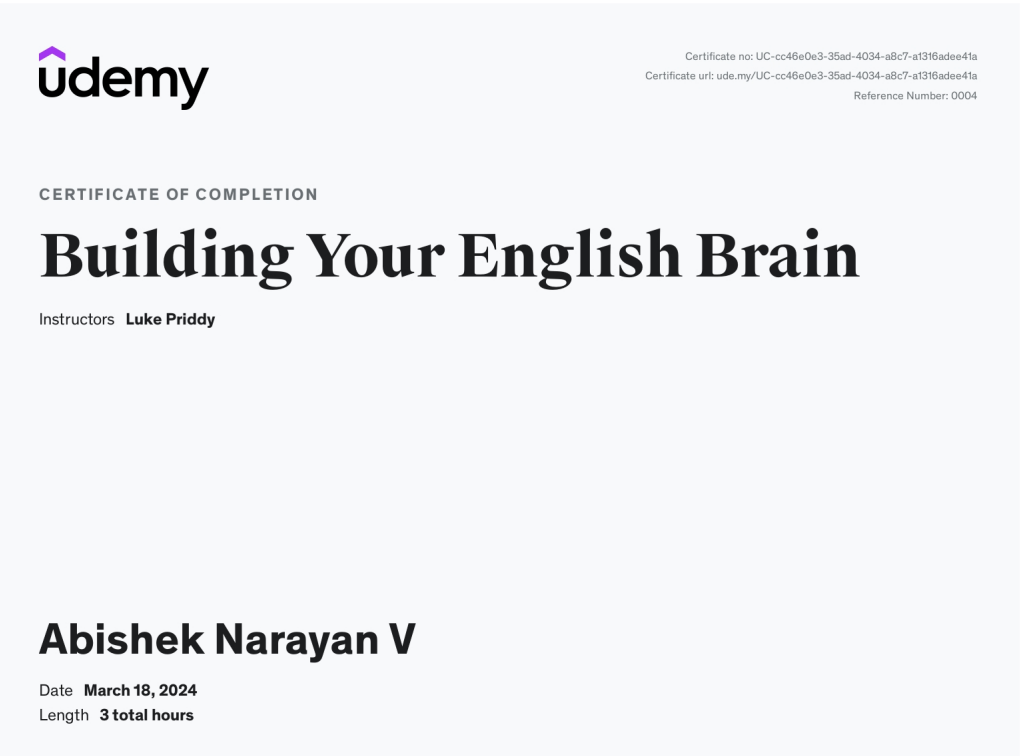 udemy
Certificate no: UC-cc46e0e3-35ad-4034-a8c7-a1316adee41a
Certificate url: ude.my/UC-cc46e0e3-35ad-4034-a8c7-a1316adee41a
Reference Number: 0004
CERTIFICATE OF COMPLETION
Building Your English Brain
Instructors Luke Priddy
Abishek Narayan V
Date March 18, 2024
Length 3 total hours